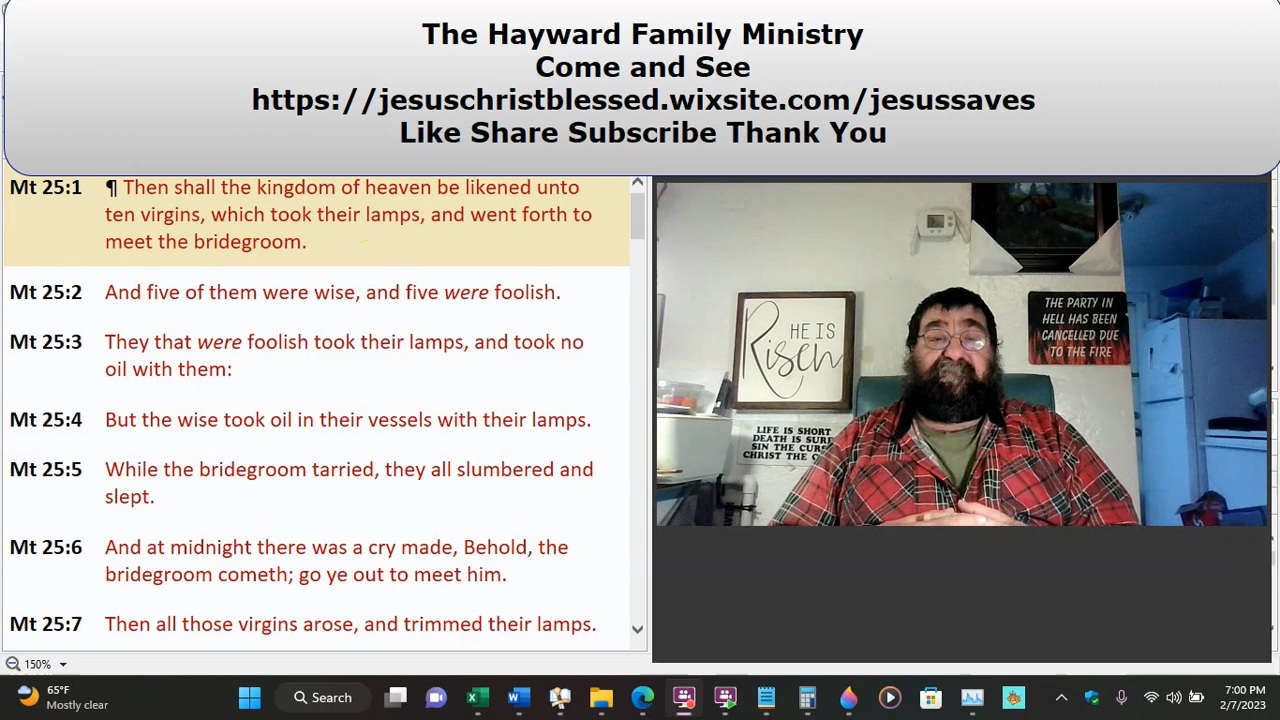 The Hayward Family Ministry
Come and See
https://jesuschristblessed.wixsite.com/jesussaves
Like Share Subscribe Thank You
Mt 25:1 ¶ Then shall the kingdom of heaven be likened unto
ten virgins, which took their lamps, and went forth to
meet the bridegroom.
Mt 25:2 And five of them were wise, and five were foolish.
Mt 25:3 They that were foolish took their lamps, and took no
oil with them:
Mt 25:4 But the wise took oil in their vessels with their lamps.
Mt 25:5 While the bridegroom tarried, they all slumbered and
slept.
Mt 25:6 And at midnight there was a cry made, Behold, the
bridegroom cometh; go ye out to meet him.
Mt 25:7 Then all those virgins arose, and trimmed their lamps.
HE IS
Risen
THE PARTY IN
HELL HAS BEEN
CANCELLED DUE
TO THE FIRE
LIFE IS SHORT
DEATH IS SURE
SIN THE
CHRIST THE
150%
65°F
Mostly clear
Search
7:00 PM
2/7/2023